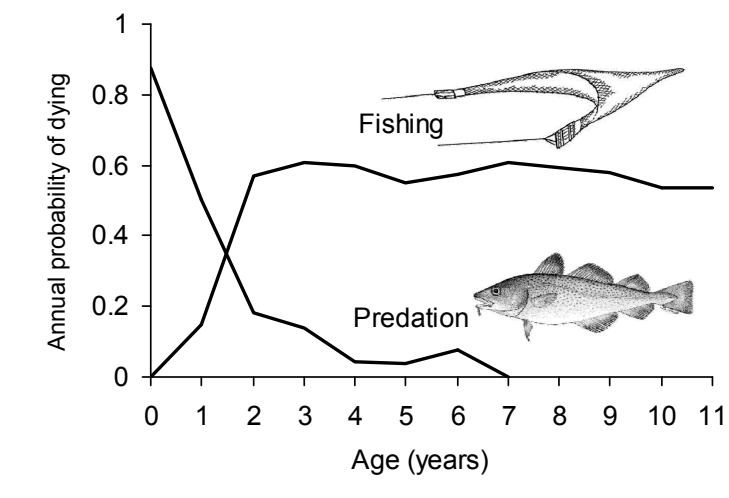 Annual probability of dying
1
0.8
0.6
0.4
0.2
0
Fishing
Predation
0 1 2 3 4 5 6 7 8 9 10 11
Age (years)